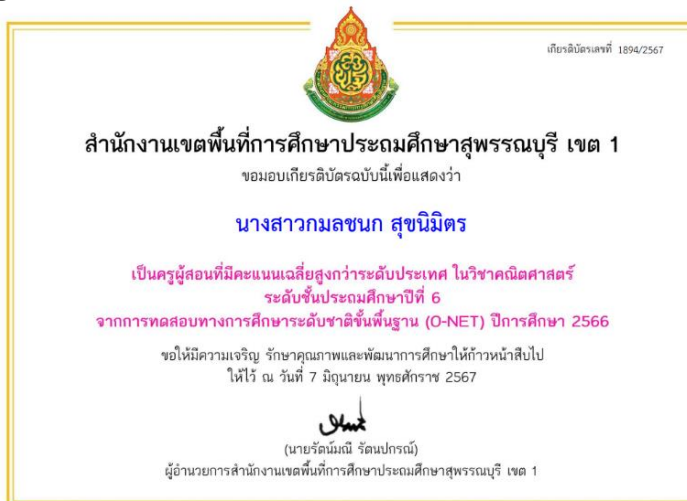 เกียรติบัตรเลขที่ 1894/2567
สำนักงานเขตพื้นที่การศึกษาประถมศึกษาสุพรรณบุรี เขต 1
ขอมอบเกียรติบัตรฉบับนี้เพื่อแสดงว่า
นางสาวกมลชนก สุขนิมิตร
เป็นครูผู้สอนที่มีคะแนนเฉลี่ยสูงกว่าระดับประเทศ ในวิชาคณิตศาสตร์
ระดับชั้นประถมศึกษาปีที่ 6
จากการทดสอบทางการศึกษาระดับชาติขั้นพื้นฐาน (O-NET) ปีการศึกษา 2566
ขอให้มีความเจริญ รักษาคุณภาพและพัฒนาการศึกษาให้ก้าวหน้าสืบไป
ให้ไว้ ณ วันที่ 7 มิถุนายน พุทธศักราช 2567
(นายรัตน์มณี รัตนปกรณ์)
ผู้อำนวยการสำนักงานเขตพื้นที่การศึกษาประถมศึกษาสุพรรณบุรี เขต 1